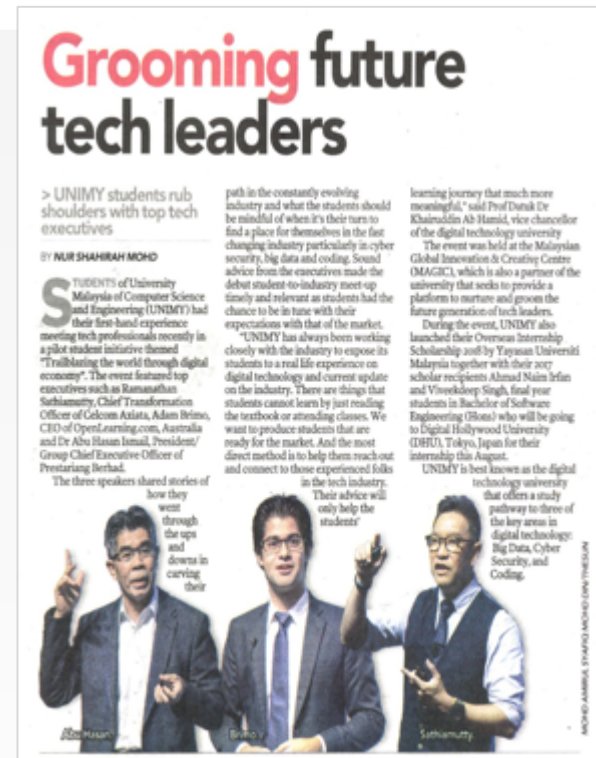 Grooming future
tech leaders
> UNIMY students rub
shoulders with top tech
executives
BY NUR SHAHIRAH MOHD
STUDENTS of University
Malaysia of Computer Science
and Engineering (UNIMY) had
their first-hand experience
meeting tech professionals recently in
a pilot student initiative themed
"Trailblazing the world through digital
economy". The event featured top
executives such as Ramanathan
Sathiamutty, Chief Transformation
Officer of Celcom Axiata, Adam Brimo,
CEO of OpenLearning.com, Australia
and Dr Abu Hasan Ismail, President/
Group Chief Executive Officer of
Prestariang Berhad.
The three speakers shared stories of
how they
went
through
the ups
and
downs in
carving
their
path in the constantly evolving
industry and what the students should
be mindful of when it's their turn to
find a place for themselves in the fast
changing industry particularly in cyber
security, big data and coding. Sound
advice from the executives made the
debut student-to-industry meet-up
timely and relevant as students had the
chance to be in tune with their
expectations with that of the market.
"UNIMY has always been working
closely with the industry to expose its
students to a real life experience on
digital technology and current update
on the industry. There are things that
students cannot learn by just reading
the textbook or attending classes. We
want to produce students that are
ready for the market. And the most
direct method is to help them reach out
and connect to those experienced folks
in the tech industry.
Their advice will
only help the
students'
learning journey that much more
meaningful," said Prof Datuk Dr
Khairuddin Ab Hamid, vice chancellor
of the digital technology university
The event was held at the Malaysian
Global Innovation & Creative Centre
(MAGIC), which is also a partner of the
university that seeks to provide a
platform to nurture and groom the
future generation of tech leaders.
During the event, UNIMY also
launched their Overseas Internship
Scholarship 2018 by Yayasan Universiti
Malaysia together with their 2017
scholar recipients Ahmad Naim Irfan
and Viveekdeep Singh, final year
students in Bachelor of Software
Engineering (Hons) who will be going
to Digital Hollywood University
(DHU), Tokyo, Japan for their
internship this August.
UNIMY is best known as the digital
technology university
that offers a study
pathway to three of
the key areas in
digital technology:
Big Data, Cyber
Security, and
Coding.
Abu Hasan
Brimo
Sathiamutty.
MOHD AMIRUL SYAFIQ MOHD DIN/THESUN